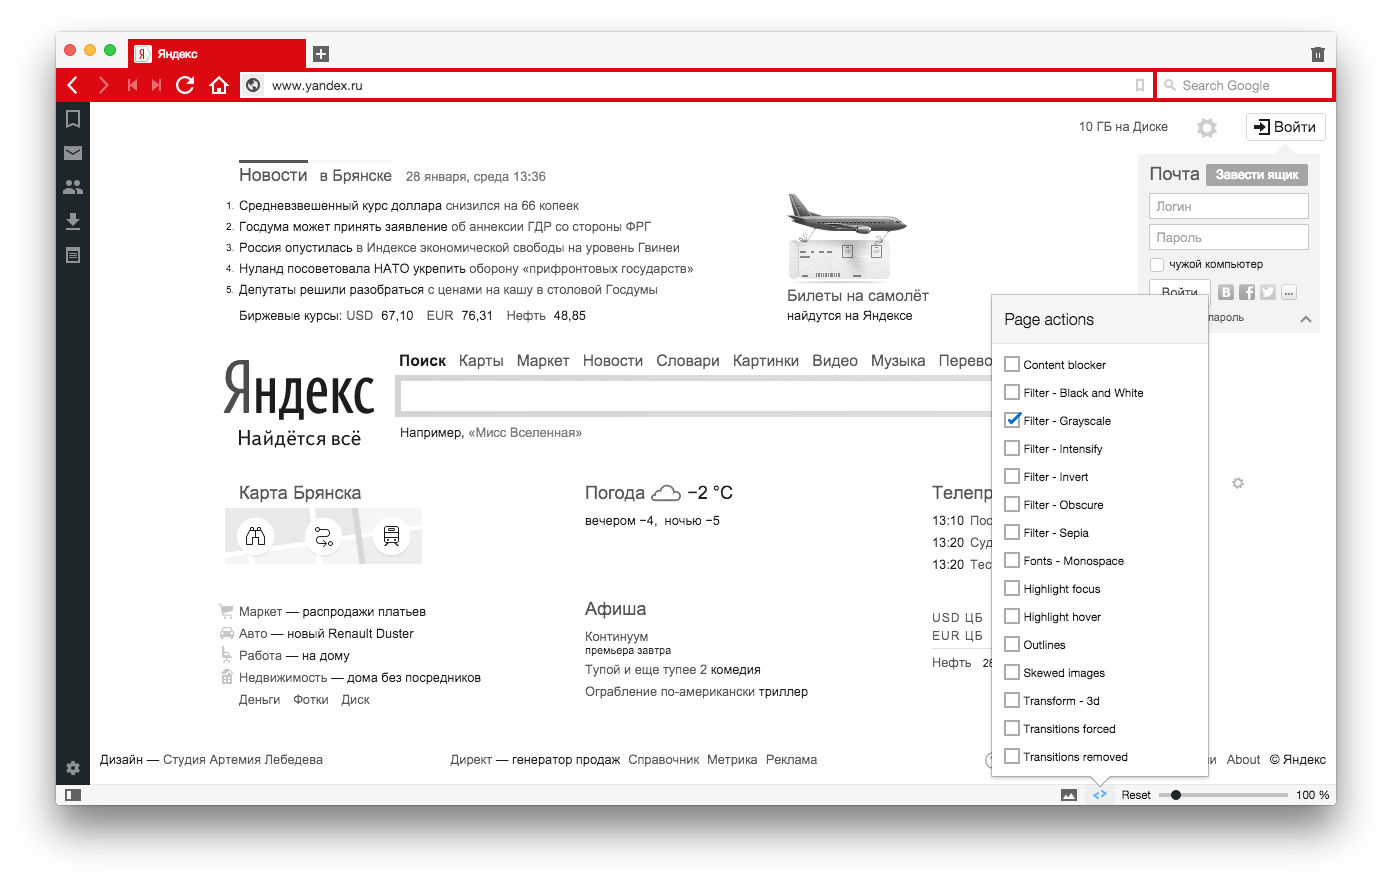 Яндекс
www.yandex.ru
Search Google
10 ГБ на Диске
Войти
Новости в Брянске 28 января, среда 13:36
1. Средневзвешенный курс доллара снизился на 66 копеек
2. Госдума может принять заявление об аннексии ГДР со стороны ФРГ
3. Россия опустилась в Индексе экономической свободы на уровень Гвинеи
4. Нуланд посоветовала НАТО укрепить оборону «прифронтовых государств»
5. Депутаты решили разобраться с ценами на кашу в столовой Госдумы
Биржевые курсы: USD 67,10 EUR 76,31 Нефть 48,85
Билеты на самолёт
найдутся на Яндексе
Почта Завести ящик
Логин
Пароль
чужой компьютер
Войти
пароль
Поиск Карты Маркет Новости Словари Картинки Видео Музыка Перево
Яндекс
Найдётся всё
Например, «Мисс Вселенная»
Карта Брянска
Погода −2 °C
вечером −4, ночью −5
Телепр
13:10 Пос
13:20 Суд
13:20 Тес
Маркет — распродажи платьев
Авто — новый Renault Duster
Работа — на дому
Недвижимость — дома без посредников
Деньги Фотки Диск
Афиша
Континуум
премьера завтра
Тупой и еще тупее 2 комедия
Ограбление по-американски триллер
USD ЦБ
EUR ЦБ
Нефть 28
Дизайн — Студия Артемия Лебедева
Директ — генератор продаж Справочник Метрика Реклама
и About © Яндекс
Page actions
Content blocker
Filter - Black and White
Filter - Grayscale
Filter - Intensify
Filter - Invert
Filter - Obscure
Filter - Sepia
Fonts - Monospace
Highlight focus
Highlight hover
Outlines
Skewed images
Transform - 3d
Transitions forced
Transitions removed
Reset 100 %